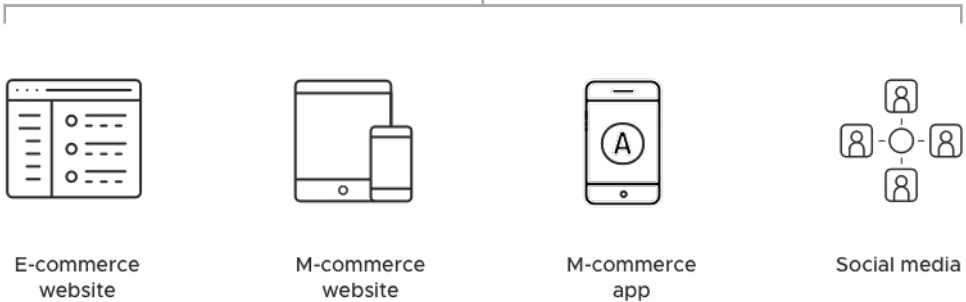 A
E-commerce
website
M-commerce
website
M-commerce
app
Social media